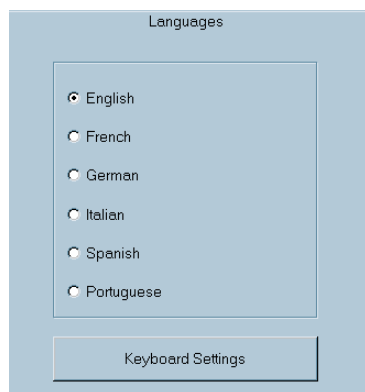 Languages
English
French
German
Italian
Spanish
Portuguese
Keyboard Settings